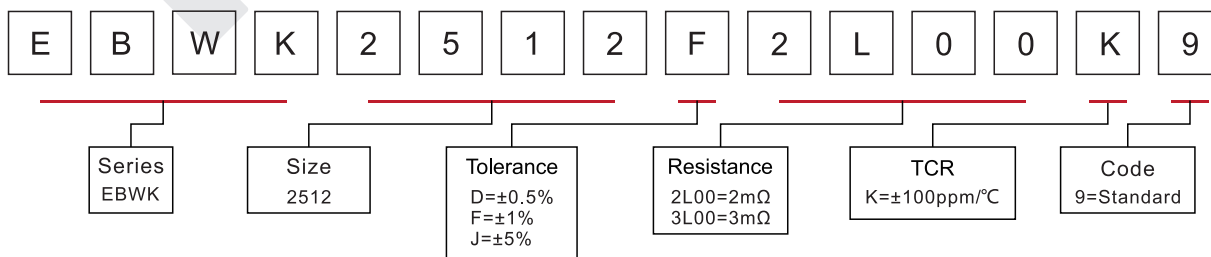 E B W K 2 5 1 2 F 2 L 0 0 K 9
Series
EBWK
Size
2512
Tolerance
D=±0.5%
F=±1%
J=±5%
Resistance
2L00=2mΩ
3L00=3mΩ
TCR
K=±100ppm/℃
Code
9=Standard